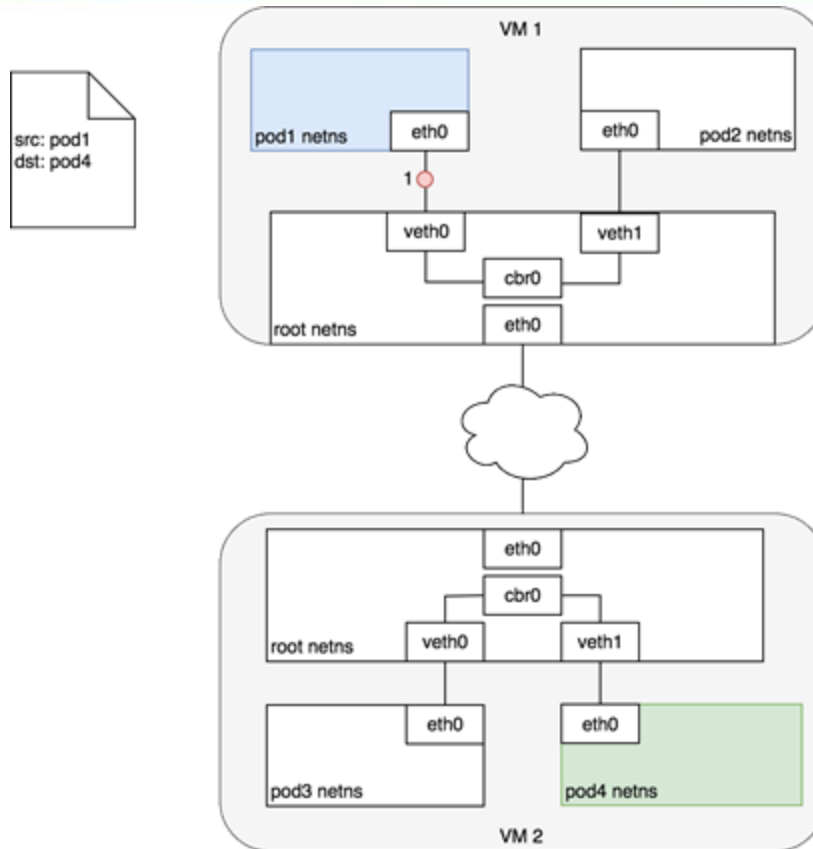 VM 1
src: pod1
dst: pod4
pod1 netns
eth0
eth0
pod2 netns
1
veth0
veth1
cbr0
root netns
eth0
eth0
cbr0
root netns
veth0
veth1
eth0
eth0
pod3 netns
pod4 netns
VM 2